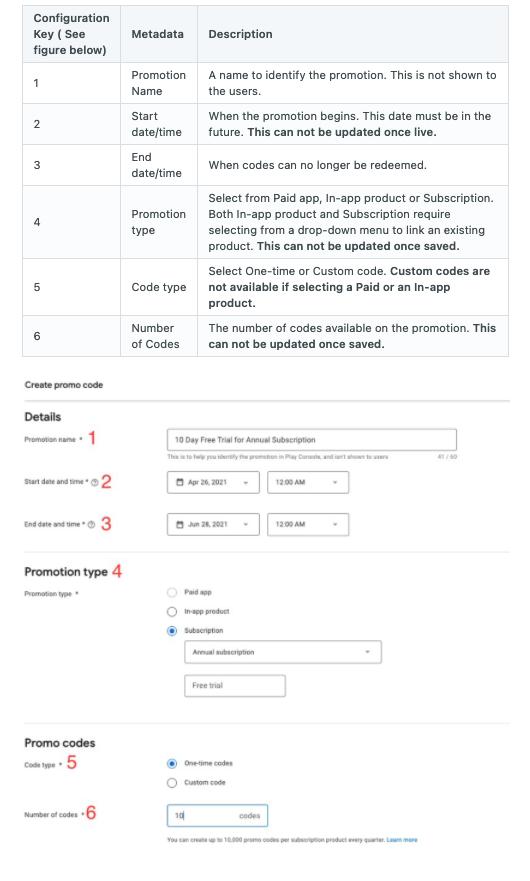 Configuration
Key ( See
figure below)
Metadata
Description
1
Promotion
Name
A name to identify the promotion. This is not shown to
the users.
2
Start
date/time
When the promotion begins. This date must be in the
future. This can not be updated once live.
3
End
date/time
When codes can no longer be redeemed.
4
Promotion
type
Select from Paid app, In-app product or Subscription.
Both In-app product and Subscription require
selecting from a drop-down menu to link an existing
product. This can not be updated once saved.
5
Code type
Select One-time or Custom code. Custom codes are
not available if selecting a Paid or an In-app
product.
6
Number
of Codes
The number of codes available on the promotion. This
can not be updated once saved.
Create promo code
Details
Promotion name * 1
10 Day Free Trial for Annual Subscription
This is to help you identify the promotion in Play Console, and isn't shown to users
41 / 60
Start date and time * 2
Apr 26, 2021
12:00 AM
End date and time * 3
Jun 28, 2021
12:00 AM
Promotion type 4
Promotion type *
Paid app
In-app product
Subscription
Annual subscription
Free trial
Promo codes
Code type * 5
One-time codes
Custom code
Number of codes * 6
10
codes
You can create up to 10,000 promo codes per subscription product every quarter. Learn more